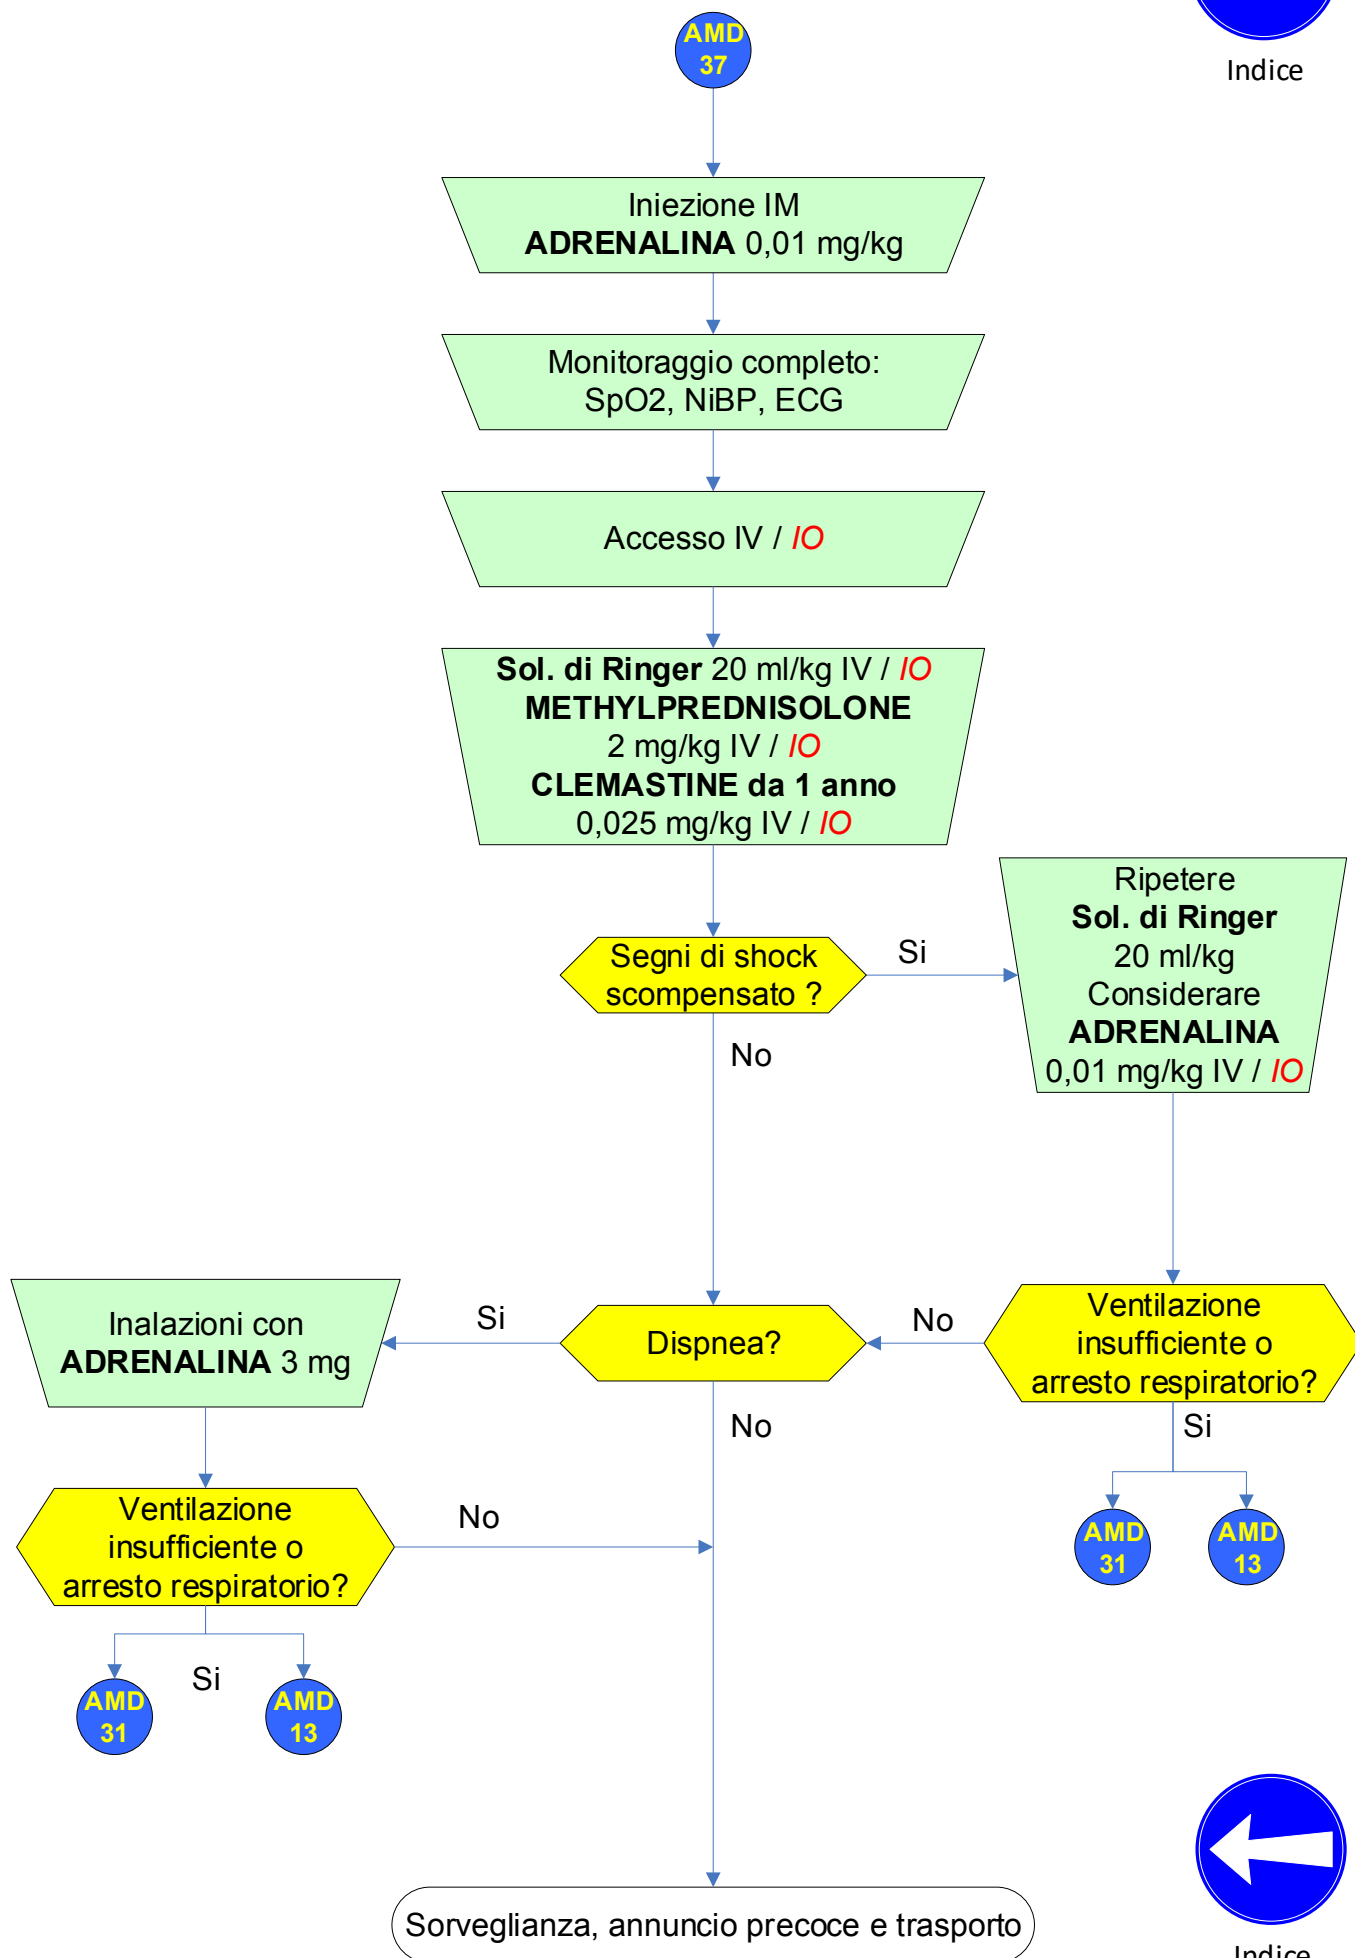 AMD
37
Indice
Iniezione IM
ADRENALINA 0,01 mg/kg
Monitoraggio completo:
SpO2, NiBP, ECG
Accesso IV / IO
Sol. di Ringer 20 ml/kg IV / IO
METHYLPREDNISOLONE
2 mg/kg IV / IO
CLEMASTINE da 1 anno
0,025 mg/kg IV / IO
Segni di shock
scompensato ?
Si
No
Ripetere
Sol. di Ringer
20 ml/kg
Considerare
ADRENALINA
0,01 mg/kg IV / IO
Ventilazione
insufficiente o
arresto respiratorio?
No
Si
AMD
31
AMD
13
Dispnea?
Si
No
Inalazioni con
ADRENALINA 3 mg
Ventilazione
insufficiente o
arresto respiratorio?
No
Si
AMD
31
AMD
13
Sorveglianza, annuncio precoce e trasporto
Indice